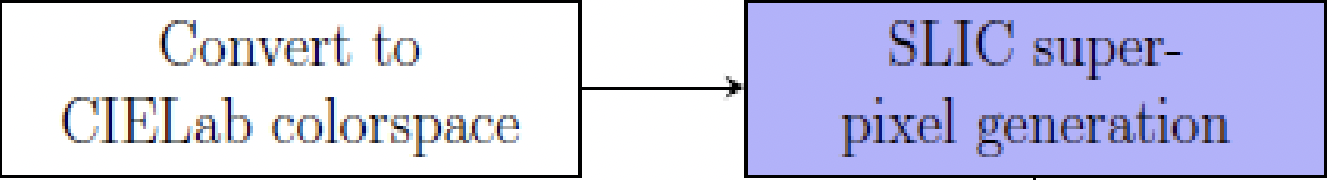 Convert to
CIELab colorspace
SLIC super-
pixel generation